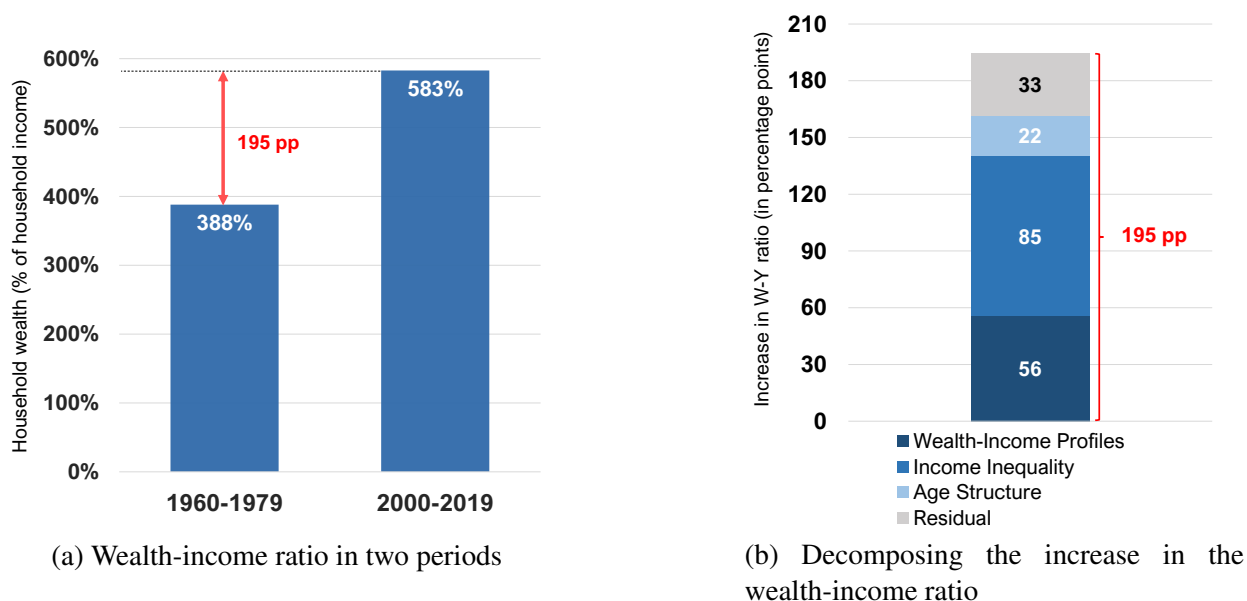 Household wealth (% of household income)
600%
500%
400%
300%
200%
100%
0%
195 pp
388%
583%
1960-1979
2000-2019
(a) Wealth-income ratio in two periods
Increase in W-Y ratio (in percentage points)
210
180
150
120
90
60
30
0
33
22
85
56
195 pp
Wealth-Income Profiles
Income Inequality
Age Structure
Residual
(b) Decomposing the increase in the
wealth-income ratio